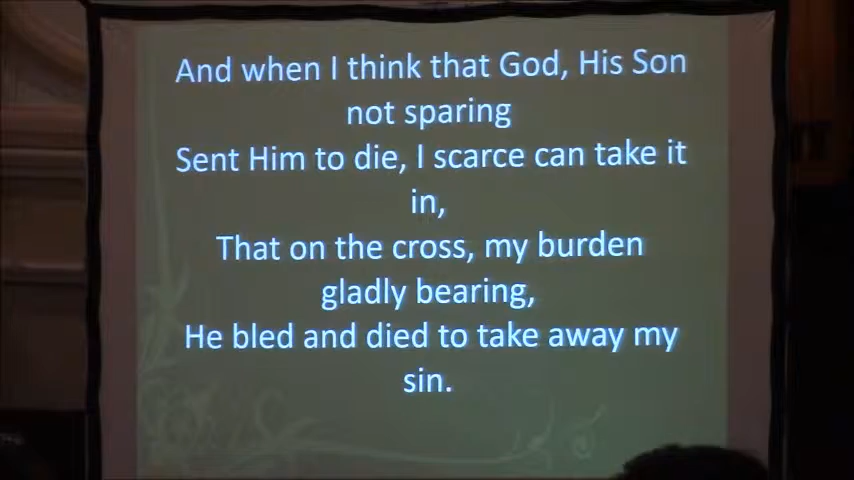 And when I think that God, His Son
not sparing
Sent Him to die, I scarce can take it
in,
That on the cross, my burden
gladly bearing,
He bled and died to take away my
sin.